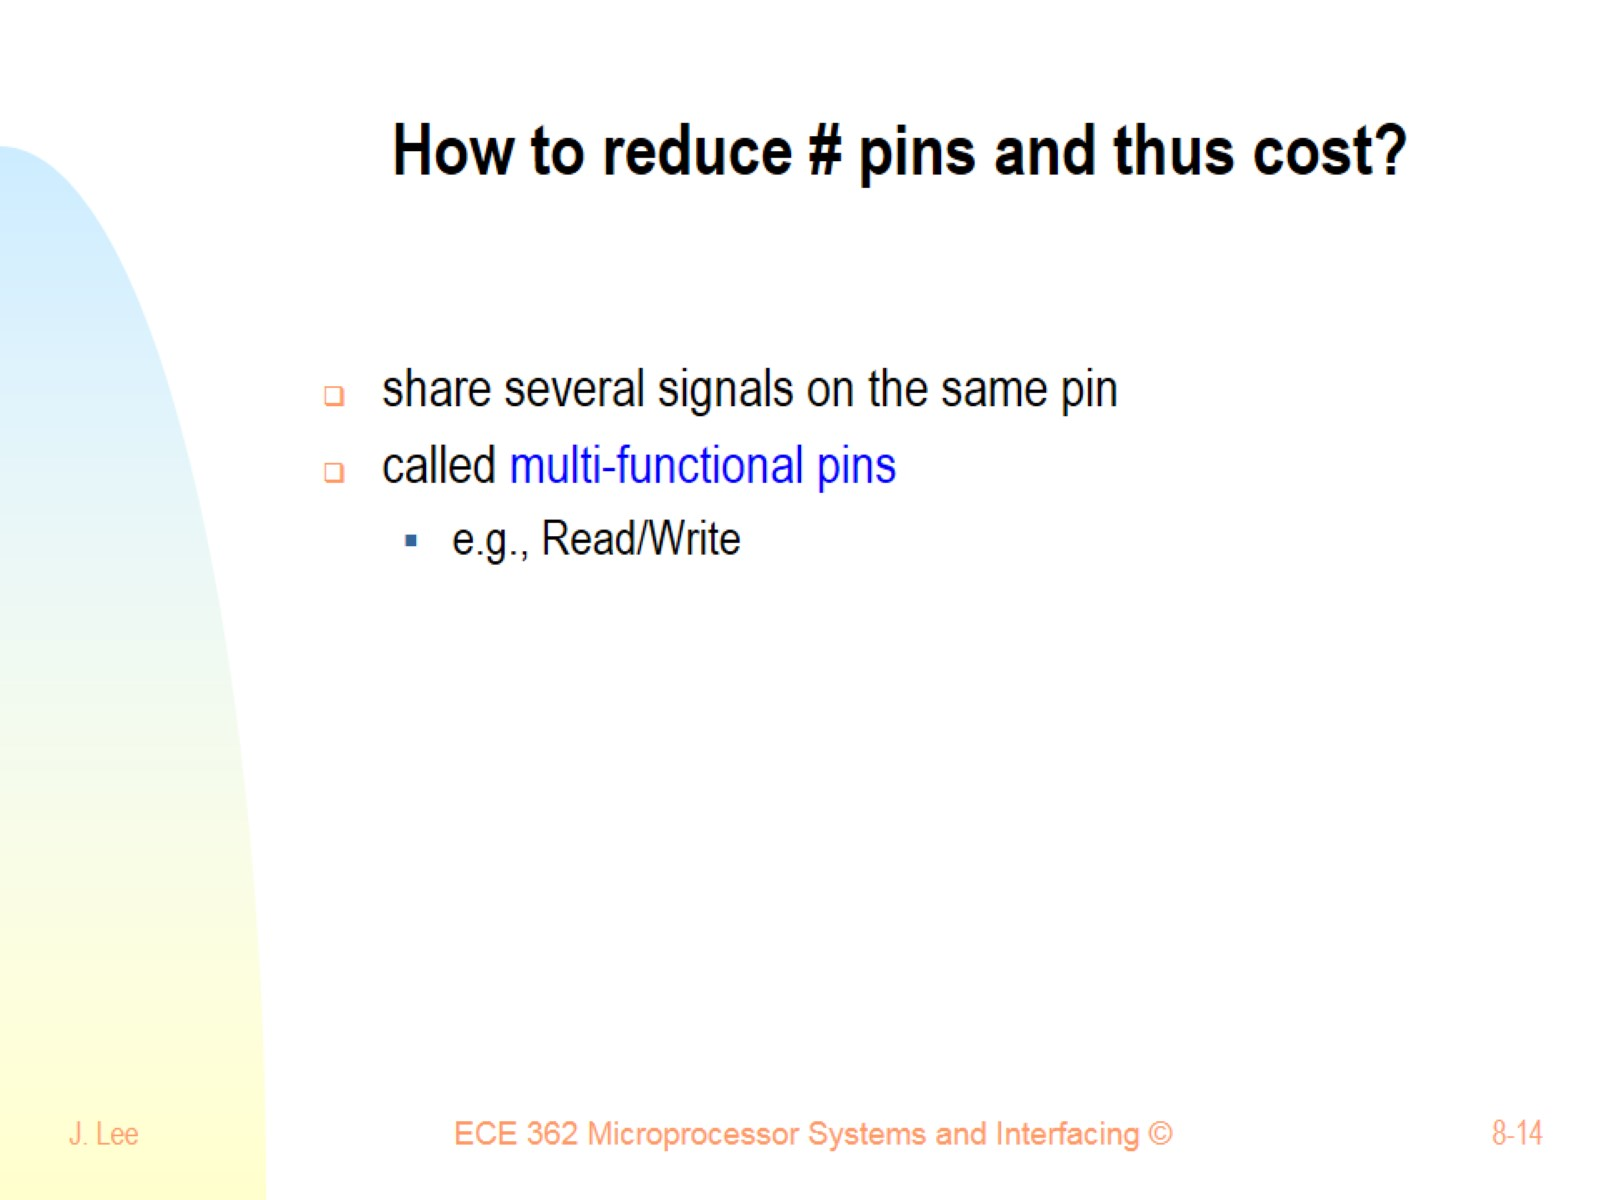 How to reduce # pins and thus cost?
share several signals on the same pin
called multi-functional pins
e.g., Read/Write
J. Lee
ECE 362 Microprocessor Systems and Interfacing ©
8-14